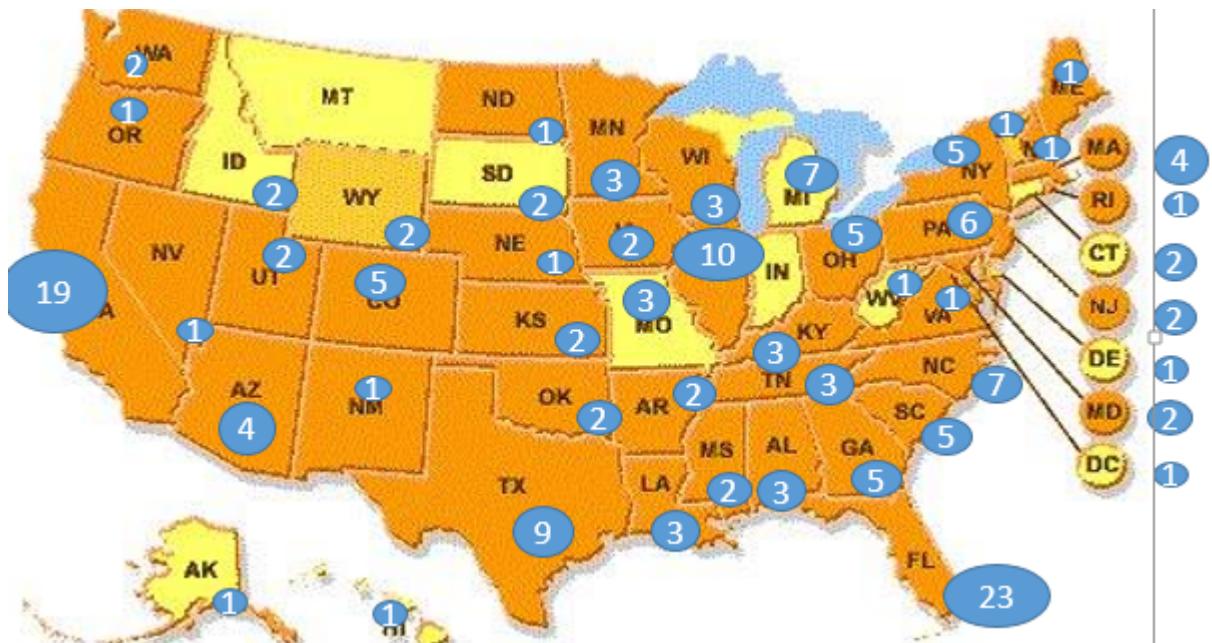 WA
2
MT
ND
1
ME
1
OR
1
MN
3
ID
2
SD
2
WI
3
MI
7
NY
5
1
N
1
MA
4
RI
1
WY
2
NE
1
2
10
IN
OH
5
PA
6
CT
2
NV
1
UT
2
CO
5
19
A
KS
2
MO
3
WV
1
VA
1
NJ
2
KY
3
DE
1
AZ
4
NM
1
OK
2
AR
2
TN
3
NC
7
MD
2
SC
5
DC
1
TX
9
LA
3
MS
2
AL
3
GA
5
FL
23
AK
1
HI
1